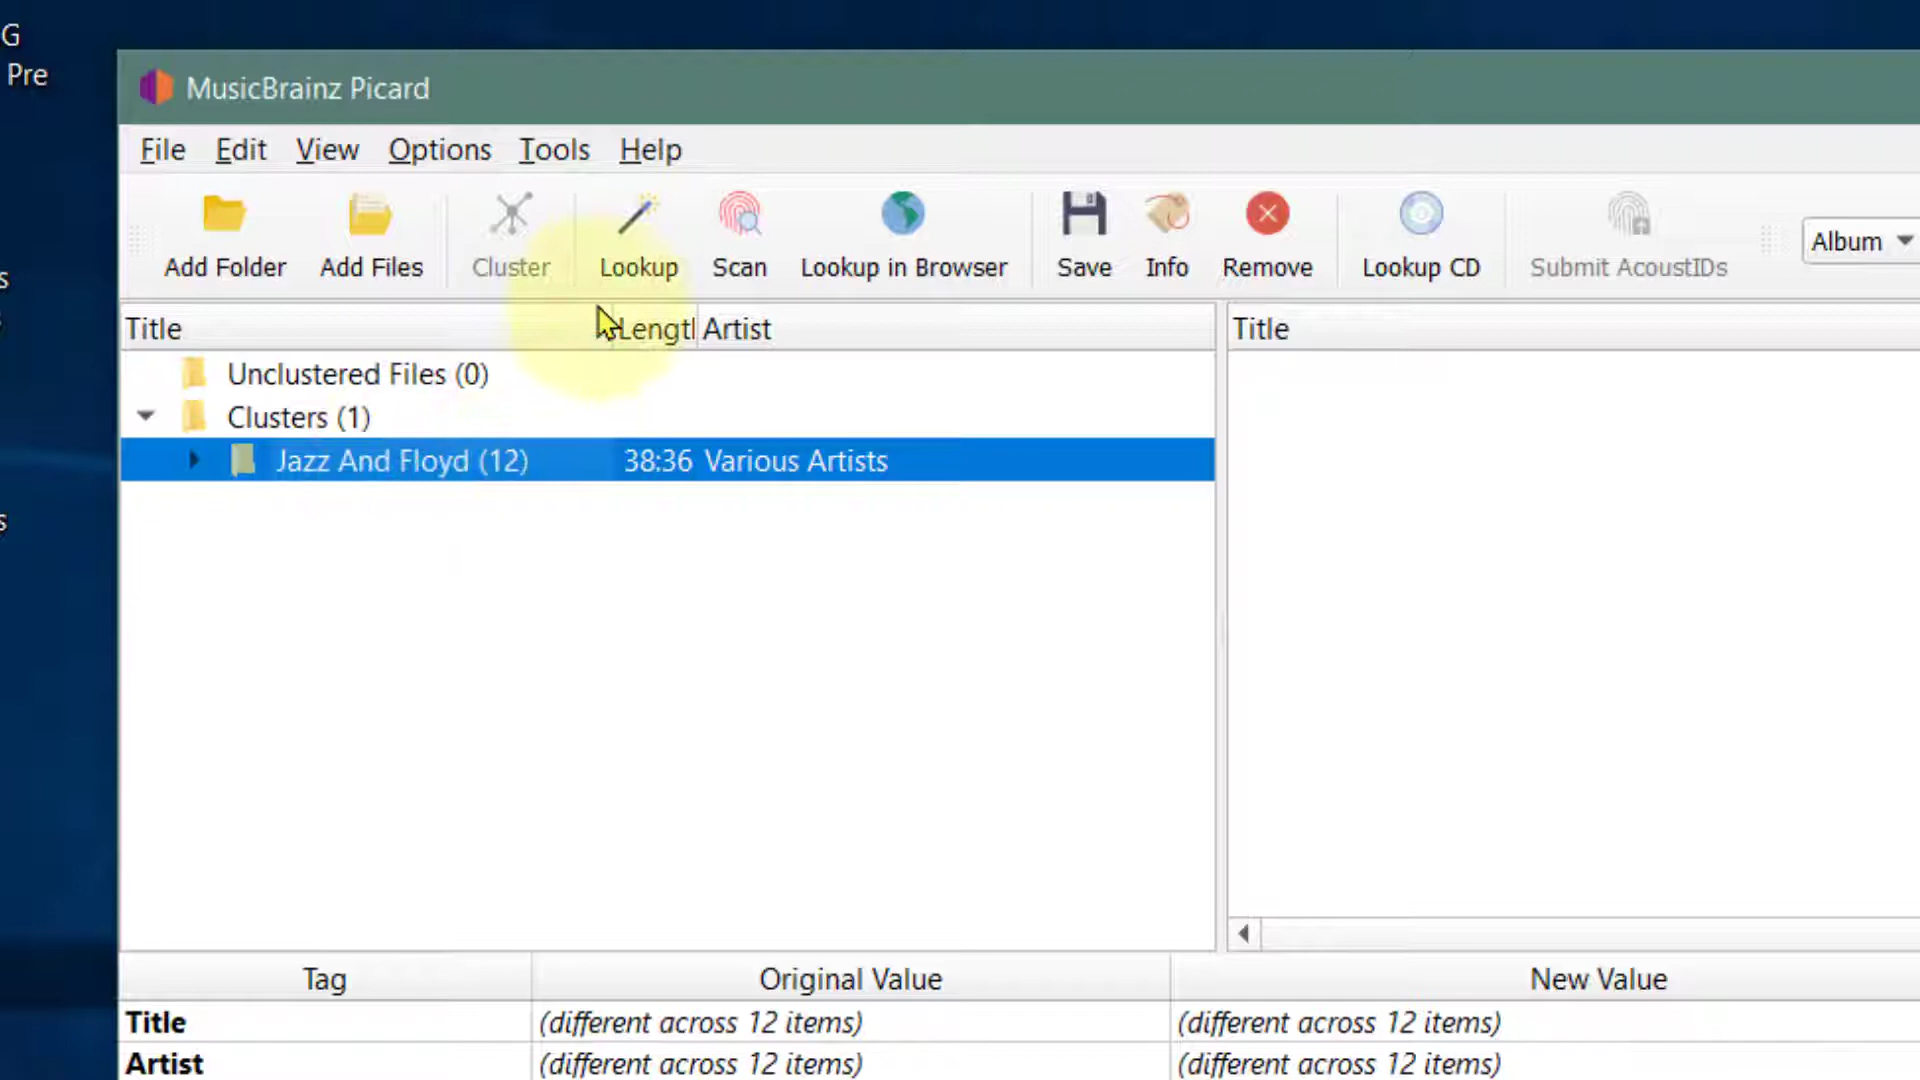 G
Pre
MusicBrainz Picard
File Edit View Options Tools Help
Add Folder Add Files Cluster Lookup Scan Lookup in Browser Save Info Remove Lookup CD Submit AcoustIDs Album
Title Lengtl Artist Title
Unclustered Files (0)
Clusters (1)
Jazz And Floyd (12) 38:36 Various Artists
s
s
Tag Original Value New Value
Title (different across 12 items) (different across 12 items)
Artist (different across 12 items) (different across 12 items)